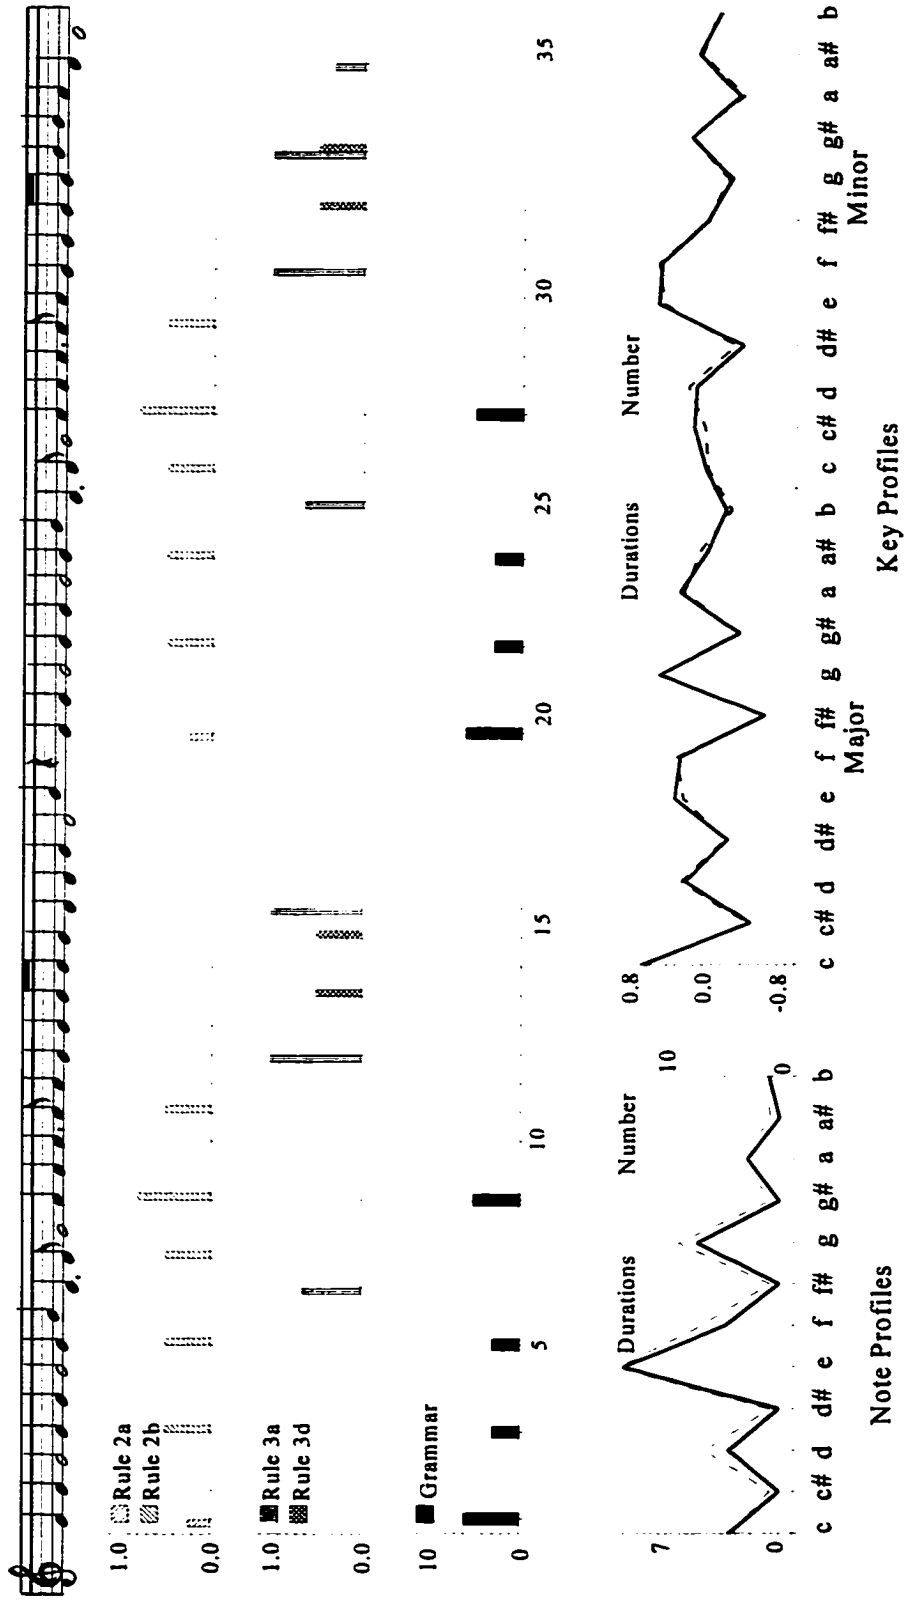 1.0
Rule 2a
Rule 2b
0.0
1.0
Rule 3a
Rule 3d
0.0
10
Grammar
0
5 10 15 20 25 30 35
7
0
Durations Number
10
0
c c# d d# e f f# g g# a a# b
Note Profiles
0.8
0.0
-0.8
Durations Number
c c# d d# e f f# g g# a a# b c c# d d# e f f# g g# a a# b
Major Minor
Key Profiles